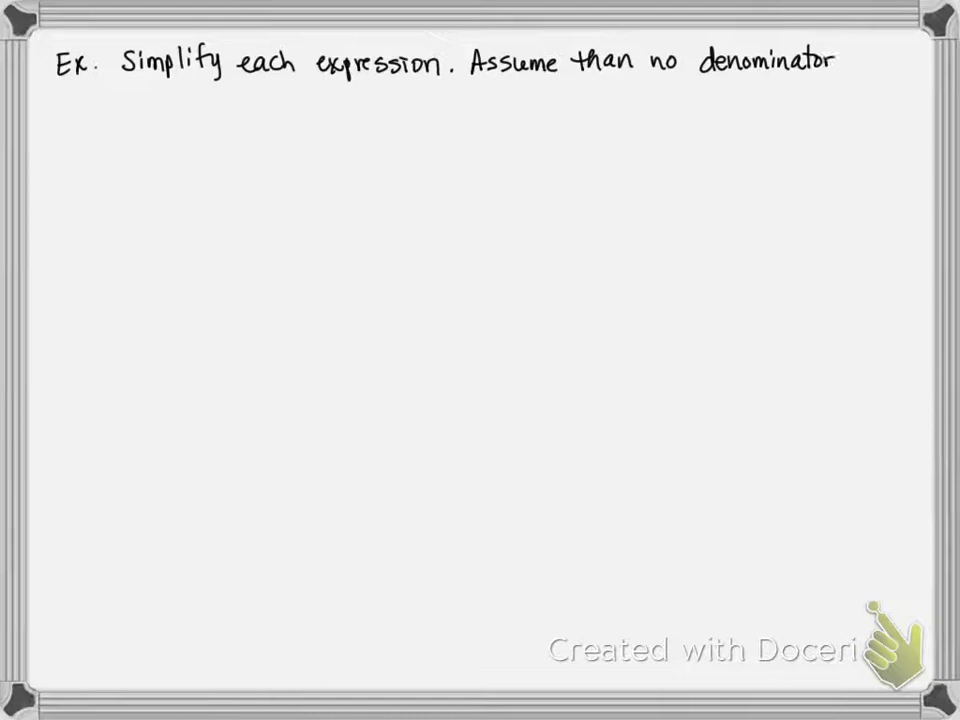 Ex. Simplify each expression. Assume than no denominator
Created with Doceri